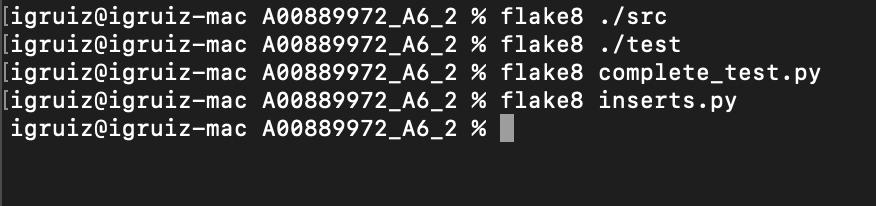 [igruiz@igruiz-mac A00889972_A6_2 % flake8 ./src
[igruiz@igruiz-mac A00889972_A6_2 % flake8 ./test
[igruiz@igruiz-mac A00889972_A6_2 % flake8 complete_test.py
[igruiz@igruiz-mac A00889972_A6_2 % flake8 inserts.py
igruiz@igruiz-mac A00889972_A6_2 %